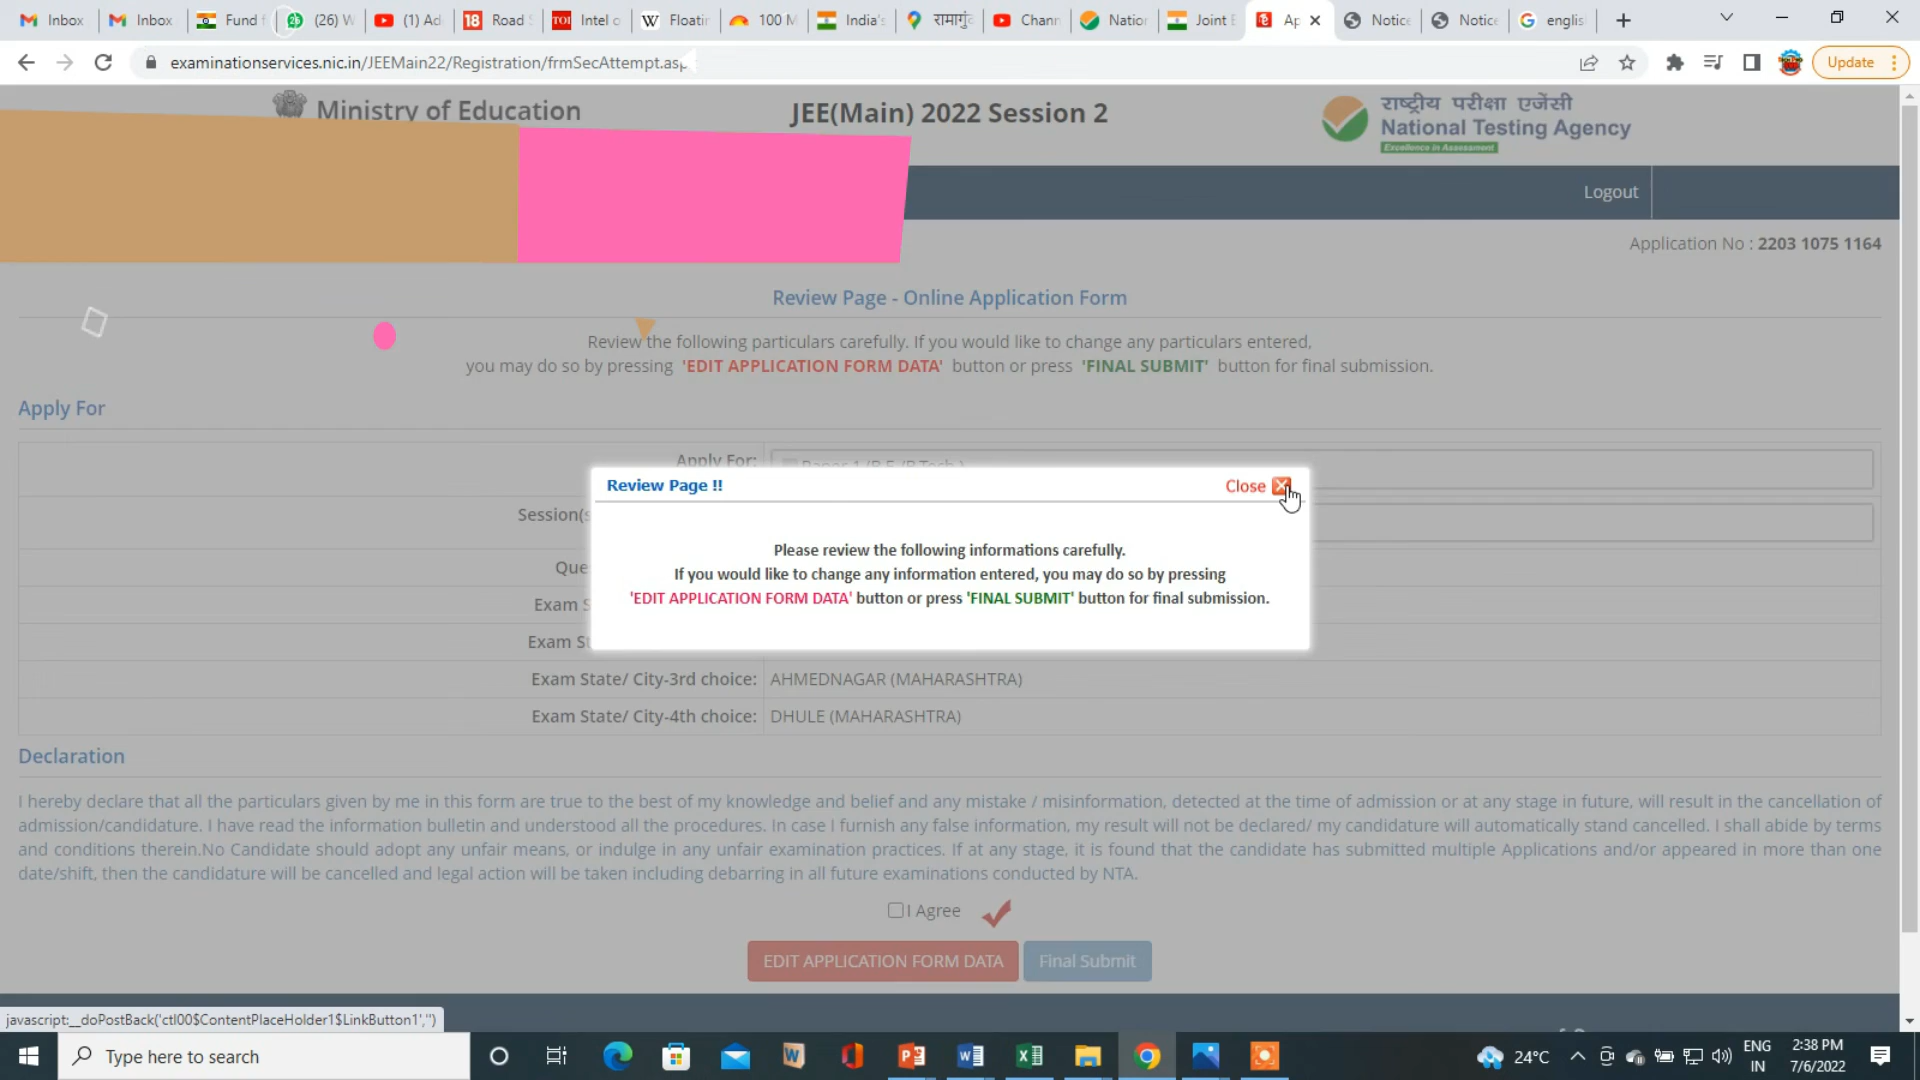 Inbox
Inbox
Fund f
(26) W
(1) Ad
Road S
Intel c
Floatin
100 M
India's
रामागुं
Chann
Nation
Joint E
Ap
Notice
Notice
englis
examinationservices.nic.in/JEEMain22/Registration/frmSecAttempt.asp
Update
Ministry of Education
JEE(Main) 2022 Session 2
राष्ट्रीय परीक्षा एजेंसी
National Testing Agency
Excellence in Assessment
Logout
Application No : 2203 1075 1164
Review Page - Online Application Form
Review the following particulars carefully. If you would like to change any particulars entered,
you may do so by pressing 'EDIT APPLICATION FORM DATA' button or press 'FINAL SUBMIT' button for final submission.
Apply For
Apply For: Paper 1 (B.E./B.Tech.)
Review Page !! Close
Session(s
Please review the following informations carefully.
Que
If you would like to change any information entered, you may do so by pressing
'EDIT APPLICATION FORM DATA' button or press 'FINAL SUBMIT' button for final submission.
Exam S
Exam St
Exam State/ City-3rd choice: AHMEDNAGAR (MAHARASHTRA)
Exam State/ City-4th choice: DHULE (MAHARASHTRA)
Declaration
I hereby declare that all the particulars given by me in this form are true to the best of my knowledge and belief and any mistake / misinformation, detected at the time of admission or at any stage in future, will result in the cancellation of
admission/candidature. I have read the information bulletin and understood all the procedures. In case I furnish any false information, my result will not be declared/ my candidature will automatically stand cancelled. I shall abide by terms
and conditions therein.No Candidate should adopt any unfair means, or indulge in any unfair examination practices. If at any stage, it is found that the candidate has submitted multiple Applications and/or appeared in more than one
date/shift, then the candidature will be cancelled and legal action will be taken including debarring in all future examinations conducted by NTA.
I Agree
EDIT APPLICATION FORM DATA
Final Submit
javascript:__doPostBack('ctl00$ContentPlaceHolder1$LinkButton1','')
Type here to search
24°C
ENG
IN
2:38 PM
7/6/2022